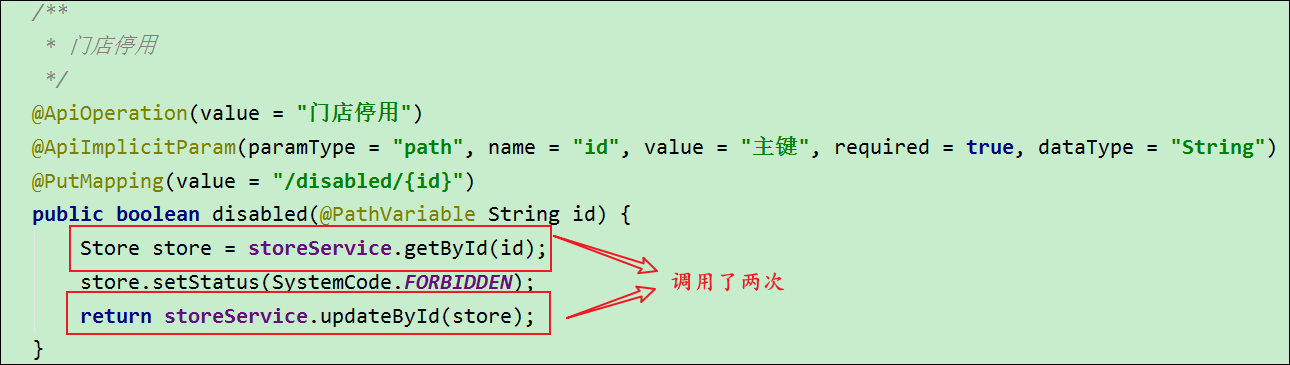 /**
* 门店停用
*/
@ApiOperation(value = "门店停用")
@ApiImplicitParam(paramType = "path", name = "id", value = "主键", required = true, dataType = "String")
@PutMapping(value = "/disabled/{id}")
public boolean disabled(@PathVariable String id) {
Store store = storeService.getById(id);
store.setStatus(SystemCode.FORBIDDEN);
调用了两次
return storeService.updateById(store);
}